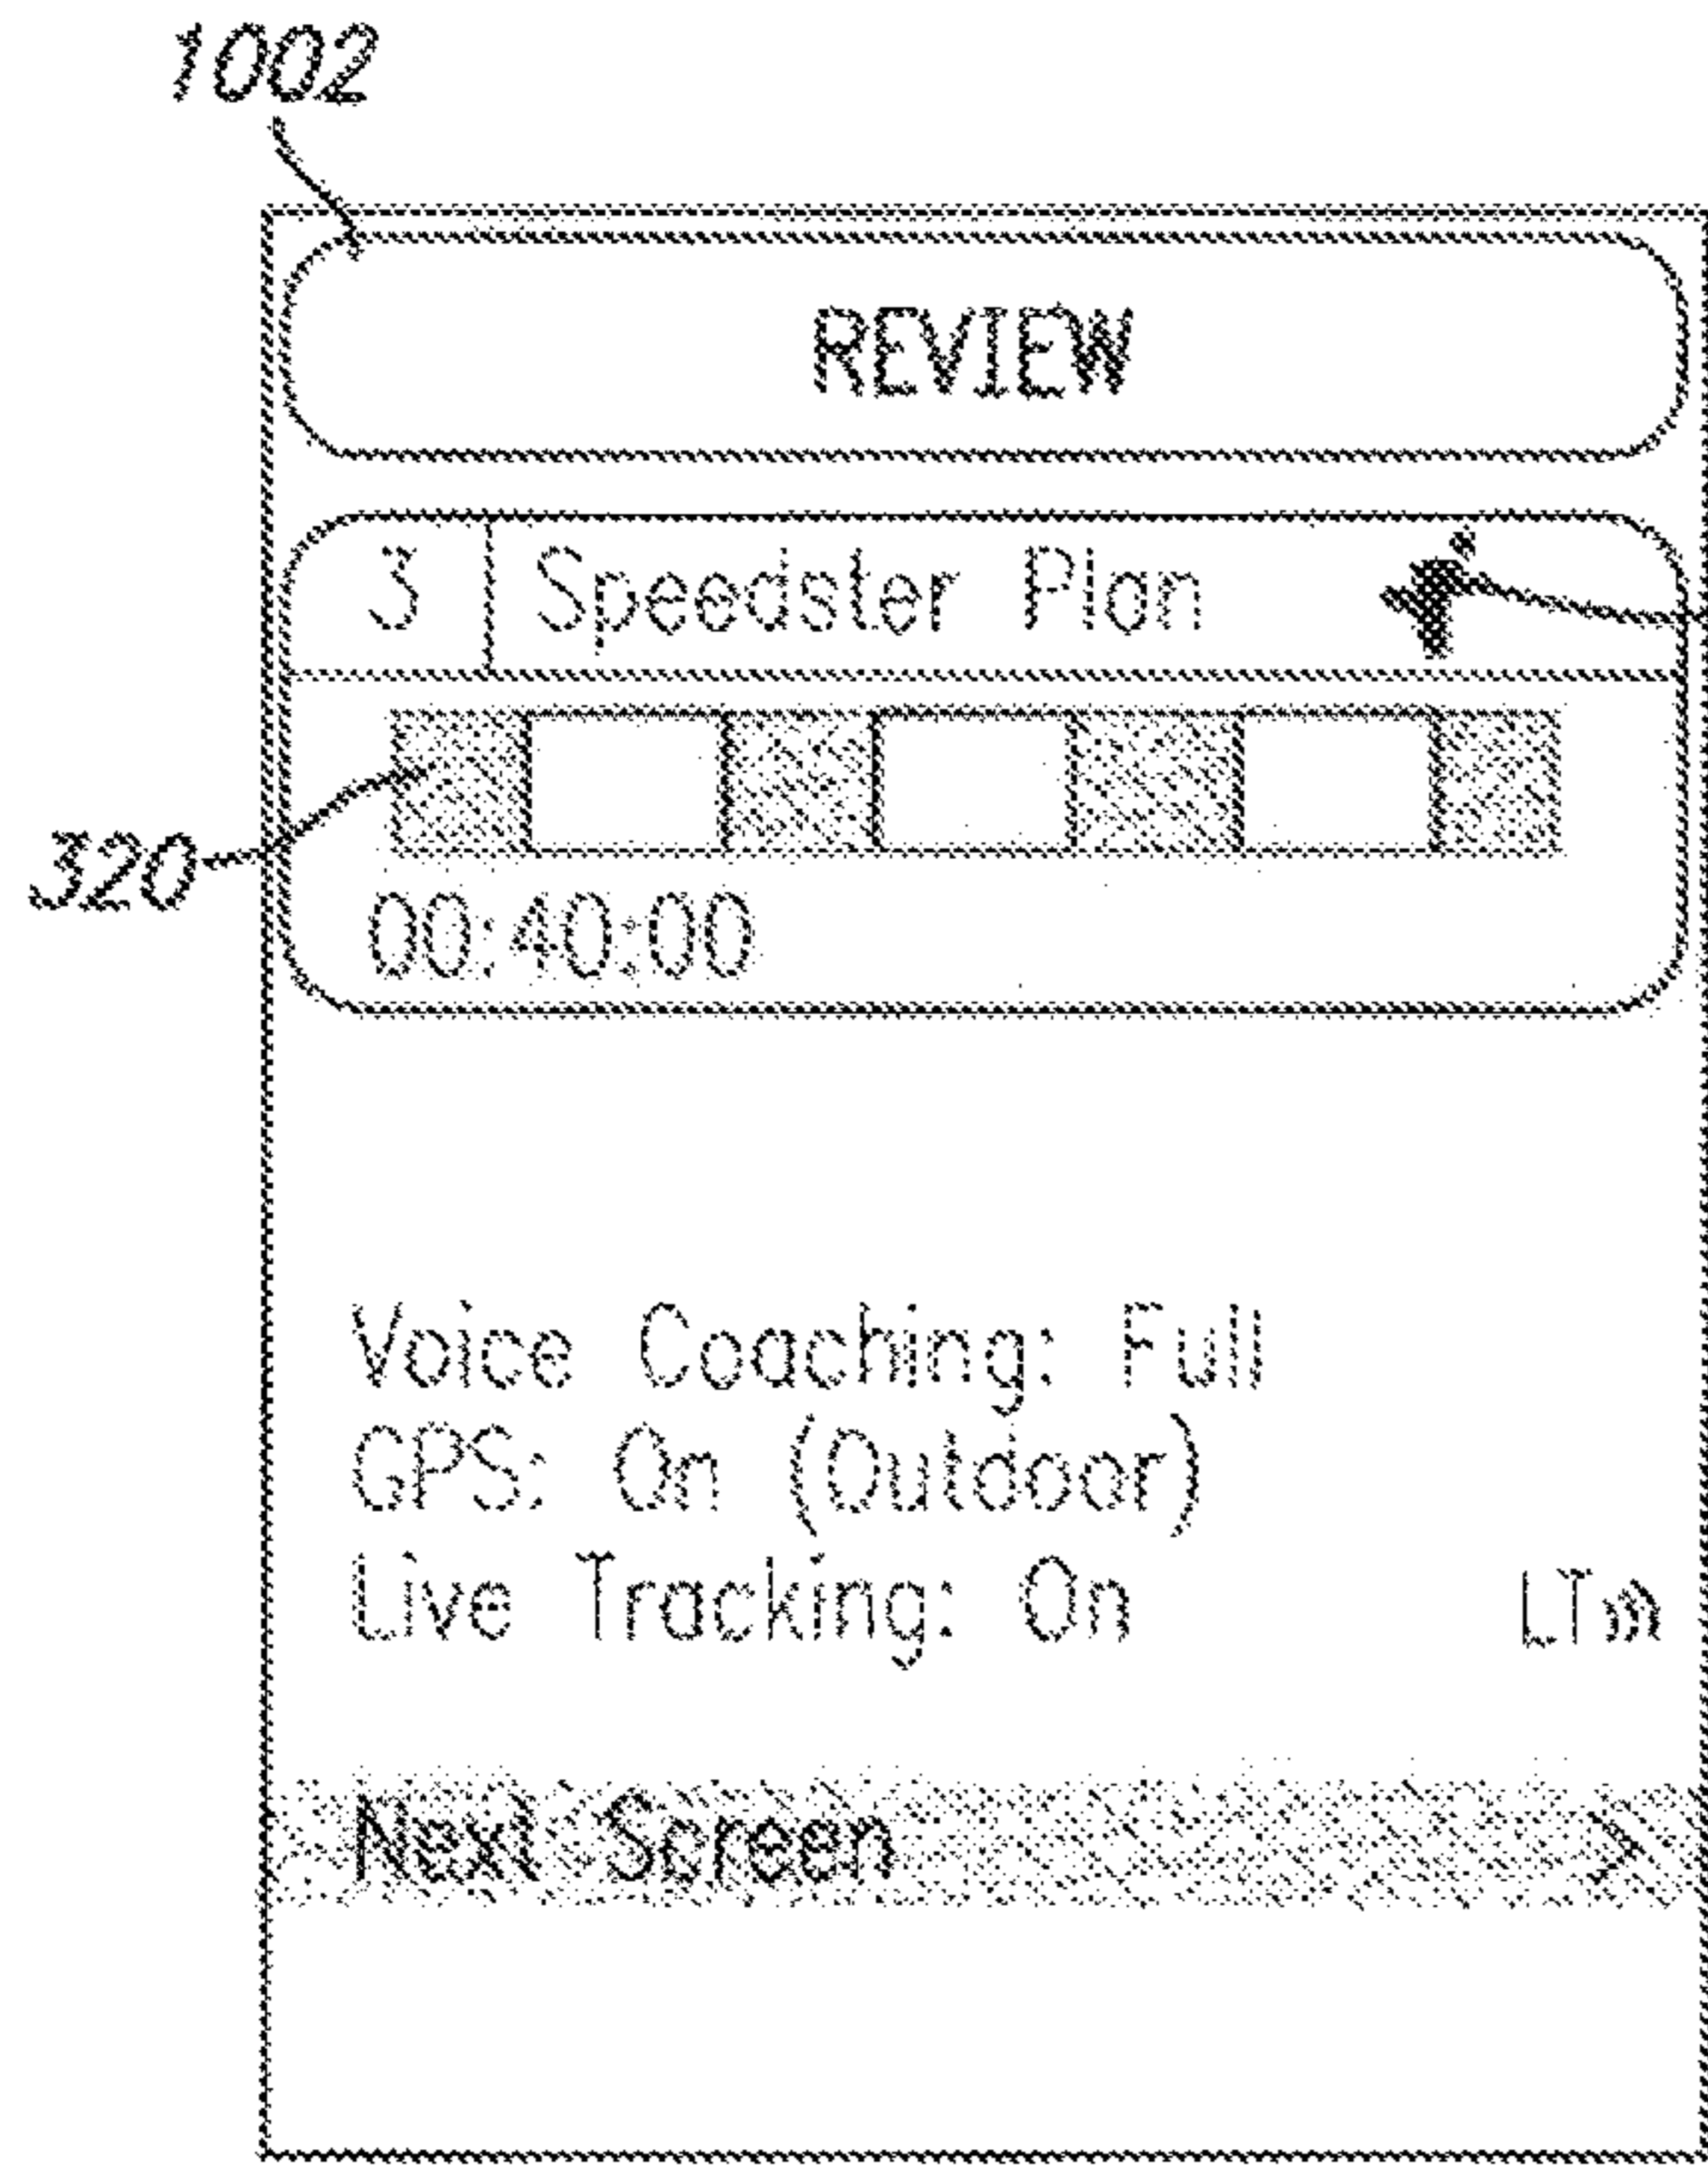 1002
REVIEW
3 Speedster Plan
320
00:40:00
Voice Coaching: Full
GPS: On (Outdoor)
Live Tracking: On LT
Next Screen >